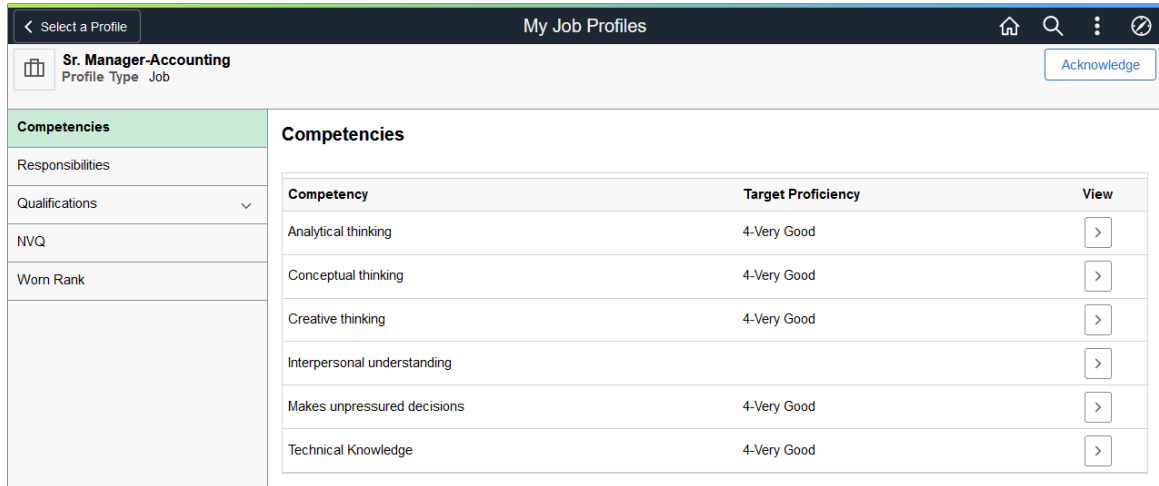 Select a Profile
My Job Profiles
Sr. Manager-Accounting
Profile Type Job
Acknowledge
Competencies
Responsibilities
Qualifications
NVQ
Worn Rank
Competencies
Competency Target Proficiency View
Analytical thinking 4-Very Good
Conceptual thinking 4-Very Good
Creative thinking 4-Very Good
Interpersonal understanding
Makes unpressured decisions 4-Very Good
Technical Knowledge 4-Very Good